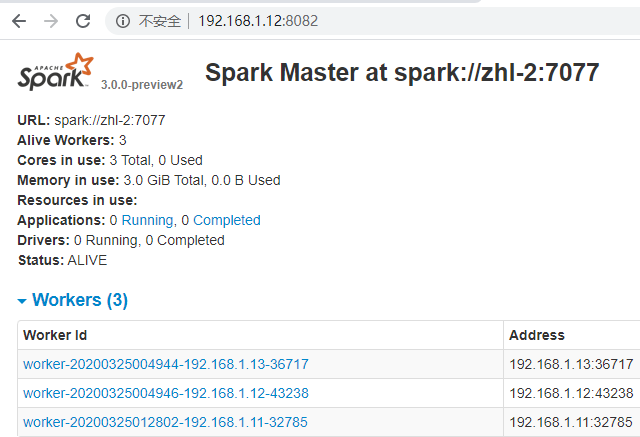 不安全 192.168.1.12:8082
APACHE
Spark 3.0.0-preview2 Spark Master at spark://zhl-2:7077
URL: spark://zhl-2:7077
Alive Workers: 3
Cores in use: 3 Total, 0 Used
Memory in use: 3.0 GiB Total, 0.0 B Used
Resources in use:
Applications: 0 Running, 0 Completed
Drivers: 0 Running, 0 Completed
Status: ALIVE
Workers (3)
Worker Id Address
worker-20200325004944-192.168.1.13-36717 192.168.1.13:36717
worker-20200325004946-192.168.1.12-43238 192.168.1.12:43238
worker-20200325012802-192.168.1.11-32785 192.168.1.11:32785